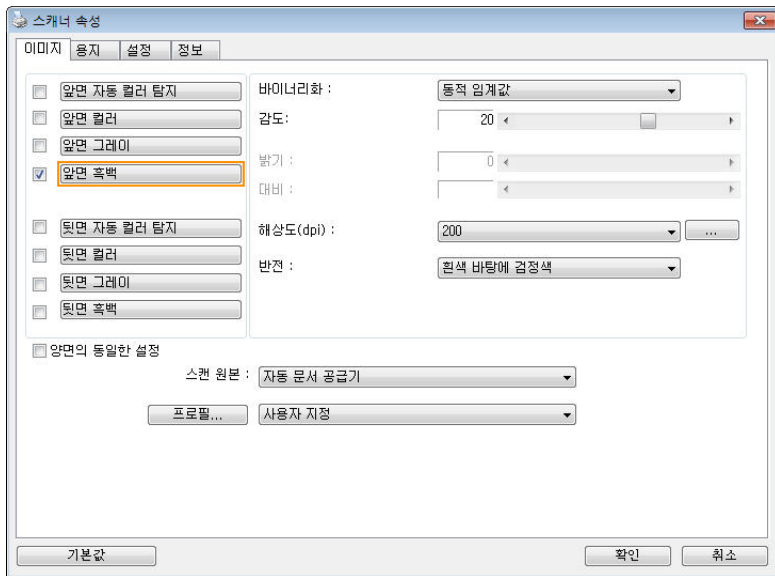 스캐너 속성
이미지 용지 설정 정보
앞면 자동 컬러 탐지
앞면 컬러
앞면 그레이
앞면 흑백
뒷면 자동 컬러 탐지
뒷면 컬러
뒷면 그레이
뒷면 흑백
바이너리화 : 동적 임계값
감도: 20
밝기 : 0
대비 :
해상도(dpi) : 200 ...
반전 : 흰색 바탕에 검정색
양면의 동일한 설정
스캔 원본 : 자동 문서 공급기
프로필... 사용자 지정
기본값 확인 취소